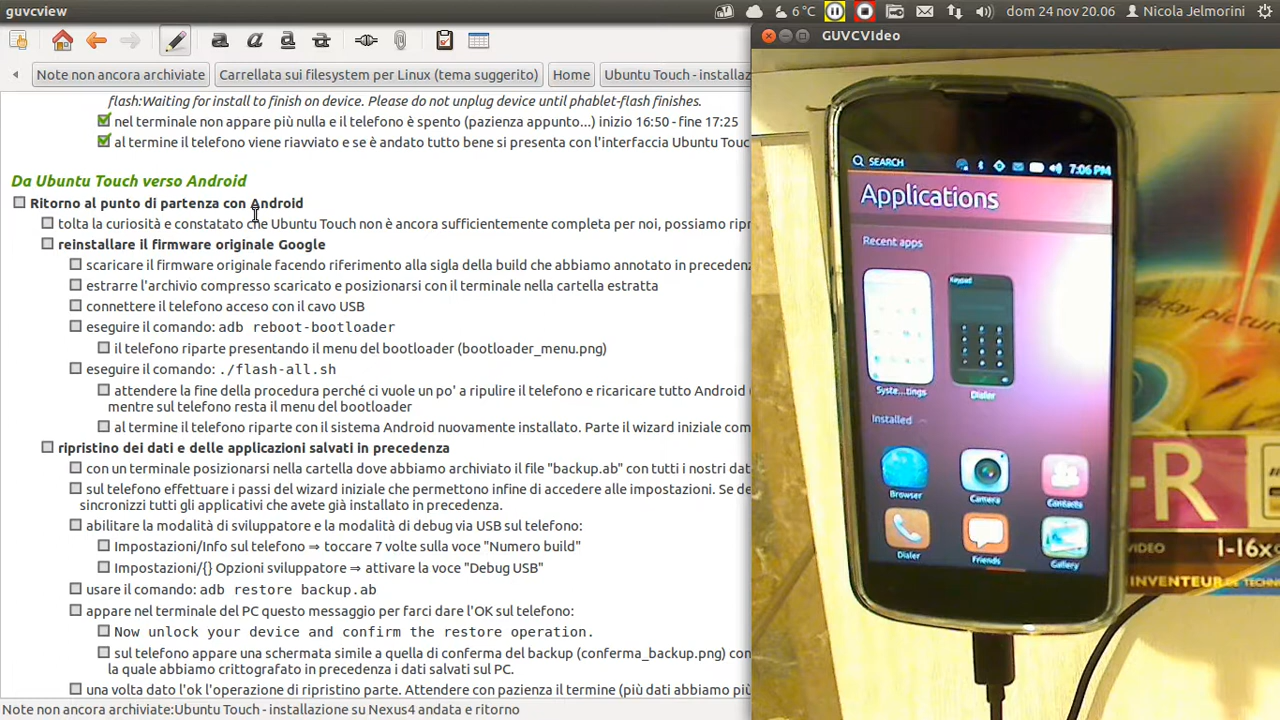 guvcview
6 °C
dom 24 nov 20.06
Nicola Jelmorini
GUVCVIdeo
Note non ancora archiviate
Carrellata sui filesystem per Linux (tema suggerito)
Home
Ubuntu Touch - installaz
flash:Waiting for install to finish on device. Please do not unplug device until phablet-flash finishes.
nel terminale non appare più nulla e il telefono è spento (pazienza appunto...) inizio 16:50 - fine 17:25
al termine il telefono viene riavviato e se è andato tutto bene si presenta con l'interfaccia Ubuntu Touc
Da Ubuntu Touch verso Android
Ritorno al punto di partenza con Android
tolta la curiosità e constatato che Ubuntu Touch non è ancora sufficientemente completa per noi, possiamo ripr
reinstallare il firmware originale Google
scaricare il firmware originale facendo riferimento alla sigla della build che abbiamo annotato in precedenz
estrarre l'archivio compresso scaricato e posizionarsi con il terminale nella cartella estratta
connettere il telefono acceso con il cavo USB
eseguire il comando: adb reboot-bootloader
il telefono riparte presentando il menu del bootloader (bootloader_menu.png)
eseguire il comando: ./flash-all.sh
attendere la fine della procedura perché ci vuole un po' a ripulire il telefono e ricaricare tutto Android (
mentre sul telefono resta il menu del bootloader
al termine il telefono riparte con il sistema Android nuovamente installato. Parte il wizard iniziale com
ripristino dei dati e delle applicazioni salvati in precedenza
con un terminale posizionarsi nella cartella dove abbiamo archiviato il file "backup.ab" con tutti i nostri dat
sul telefono effettuare i passi del wizard iniziale che permettono infine di accedere alle impostazioni. Se de
sincronizzi tutti gli applicativi che avete già installato in precedenza.
abilitare la modalità di sviluppatore e la modalità di debug via USB sul telefono:
Impostazioni/Info sul telefono ⇒ toccare 7 volte sulla voce "Numero build"
Impostazioni/{} Opzioni sviluppatore ⇒ attivare la voce "Debug USB"
usare il comando: adb restore backup.ab
appare nel terminale del PC questo messaggio per farci dare l'OK sul telefono:
Now unlock your device and confirm the restore operation.
sul telefono appare una schermata simile a quella di conferma del backup (conferma_backup.png) con
la quale abbiamo crittografato in precedenza i dati salvati sul PC.
una volta dato l'ok l'operazione di ripristino parte. Attendere con pazienza il termine (più dati abbiamo più
Note non ancora archiviate:Ubuntu Touch - installazione su Nexus4 andata e ritorno
SEARCH
7:06 PM
Applications
Recent apps
Keypad
Syste...tings
Dialer
Installed
Browser
Camera
Contacts
Dialer
Friends
Gallery
-R
VIDEO
1-16x
INVENTEUR